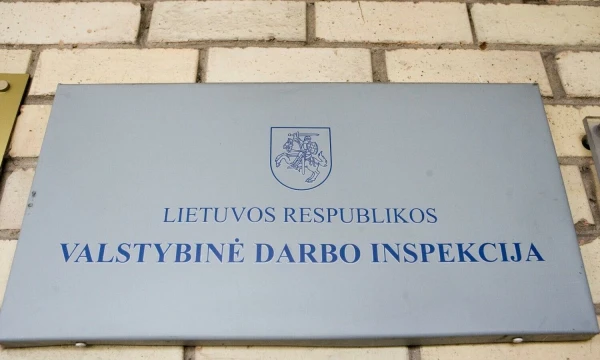 LIETUVOS RESPUBLIKOS
VALSTYBINĖ DARBO INSPEKCIJA